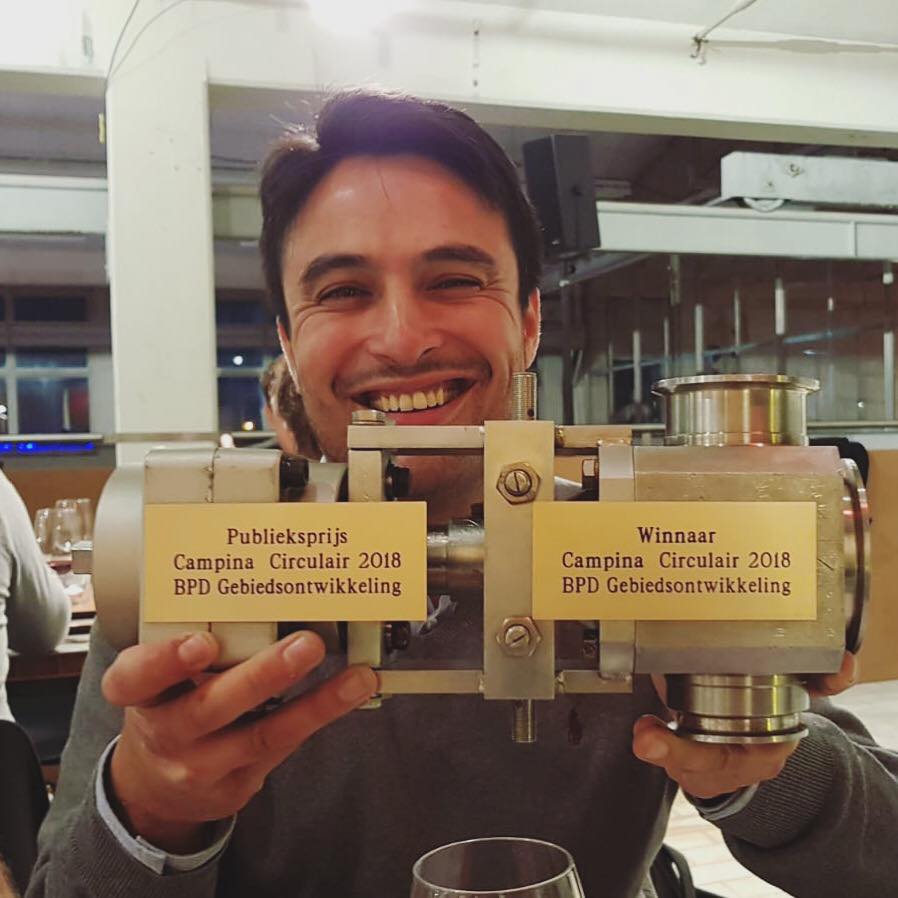 Publieksprijs
Campina Circulair 2018
BPD Gebiedsontwikkeling
Winnaar
Campina Circulair 2018
BPD Gebiedsontwikkeling